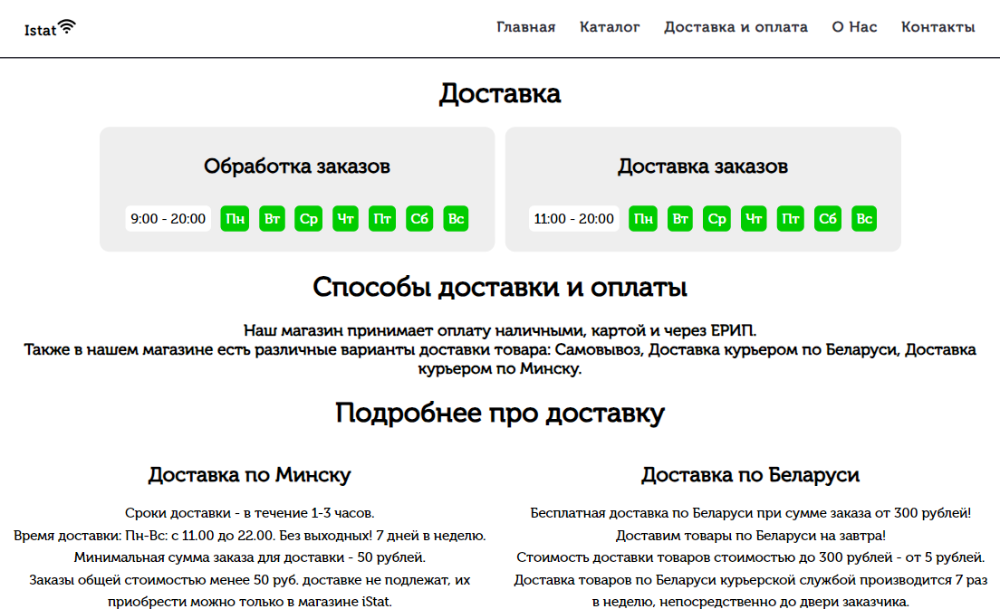 Istat
Главная Каталог Доставка и оплата О Нас Контакты
Доставка
Обработка заказов
9:00 - 20:00 Пн Вт Ср Чт Пт Сб Вс
Доставка заказов
11:00 - 20:00 Пн Вт Ср Чт Пт Сб Вс
Способы доставки и оплаты
Наш магазин принимает оплату наличными, картой и через ЕРИП.
Также в нашем магазине есть различные варианты доставки товара: Самовывоз, Доставка курьером по Беларуси, Доставка
курьером по Минску.
Подробнее про доставку
Доставка по Минску
Сроки доставки - в течение 1-3 часов.
Время доставки: Пн-Вс: с 11.00 до 22.00. Без выходных! 7 дней в неделю.
Минимальная сумма заказа для доставки - 50 рублей.
Заказы общей стоимостью менее 50 руб. доставке не подлежат, их
приобрести можно только в магазине iStat.
Доставка по Беларуси
Бесплатная доставка по Беларуси при сумме заказа от 300 рублей!
Доставим товары по Беларуси на завтра!
Стоимость доставки товаров стоимостью до 300 рублей - от 5 рублей.
Доставка товаров по Беларуси курьерской службой производится 7 раз
в неделю, непосредственно до двери заказчика.